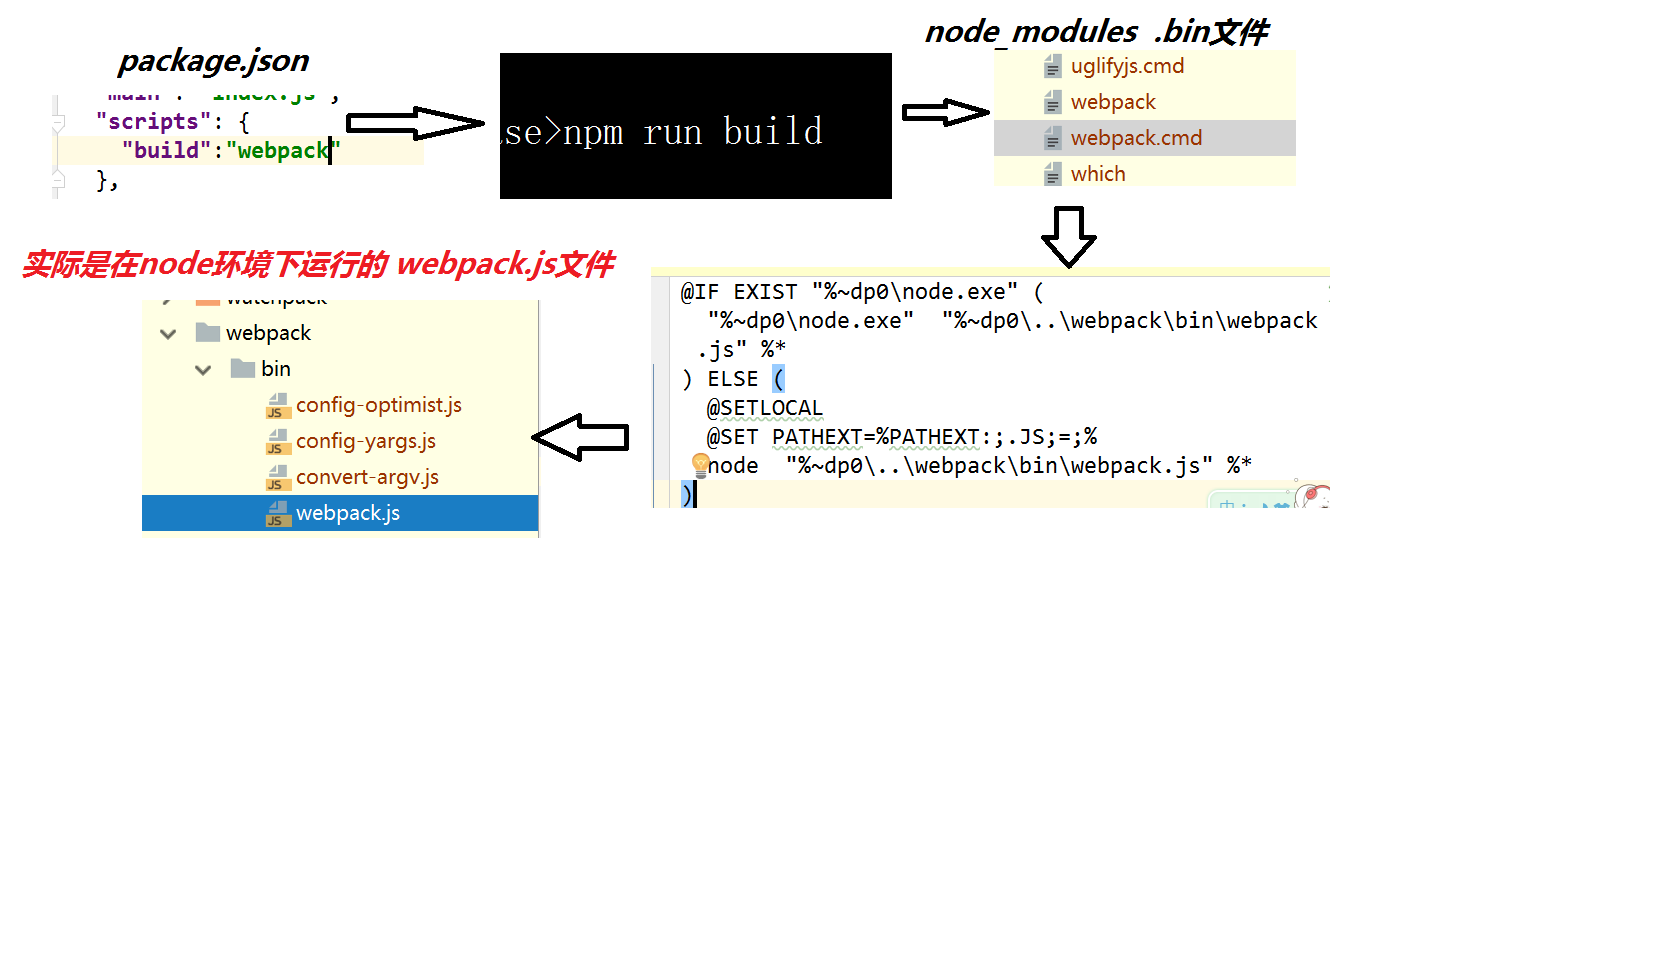 package.json
"main": "index.js",
"scripts": {
"build":"webpack"
},
se>npm run build
node_modules .bin文件
uglifyjs.cmd
webpack
webpack.cmd
which
@IF EXIST "%~dp0\node.exe" (
"%~dp0\node.exe"  "%~dp0\..\webpack\bin\webpack
.js" %*
) ELSE (
@SETLOCAL
@SET PATHEXT=%PATHEXT:;.JS;=;%
node  "%~dp0\..\webpack\bin\webpack.js" %*
)
实际是在node环境下运行的 webpack.js文件
watchpack
webpack
bin
config-optimist.js
config-yargs.js
convert-argv.js
webpack.js